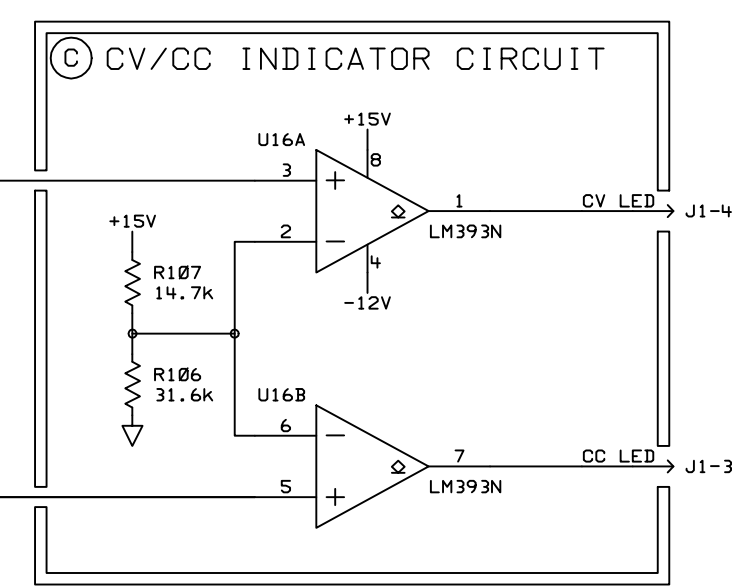 C CV/CC INDICATOR CIRCUIT
+15V
U16A
8
3
+
1
CV LED
J1-4
+15V
2
−
LM393N
4
R107
14.7k
-12V
R106
31.6k
U16B
6
−
7
CC LED
J1-3
5
+
LM393N